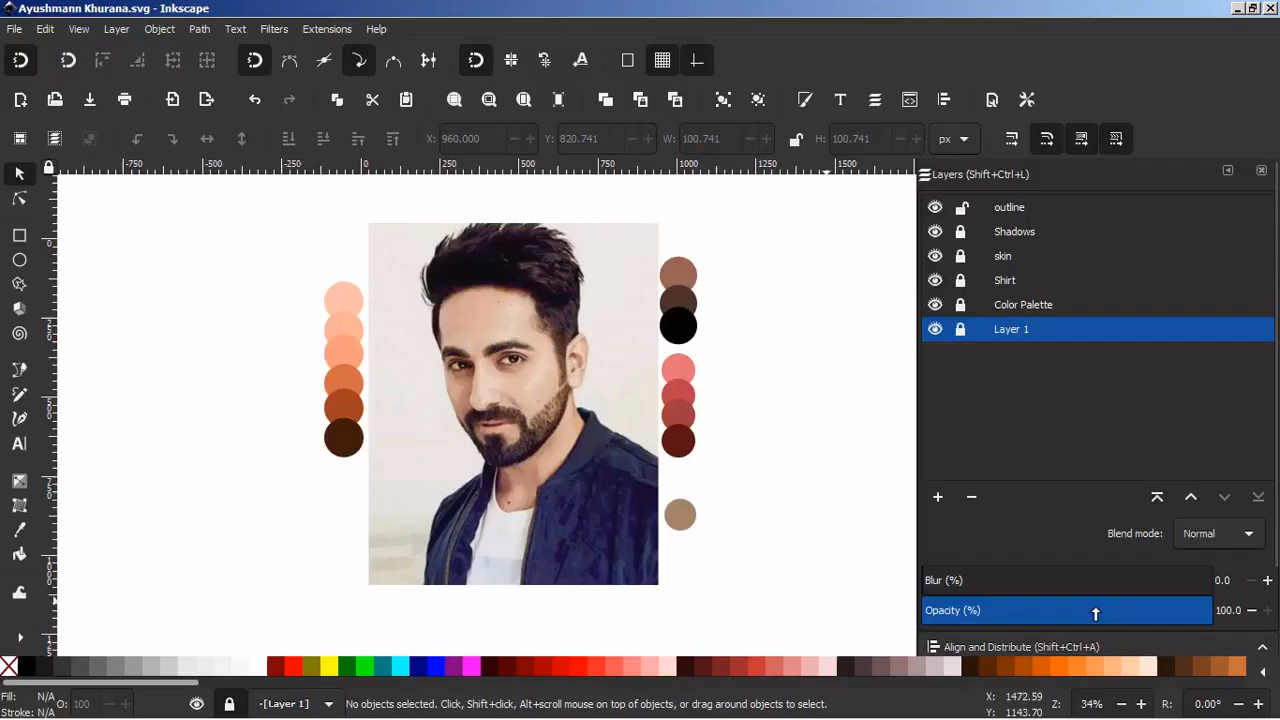 Ayushmann Khurana.svg - Inkscape
File Edit View Layer Object Path Text Filters Extensions Help
X: 960.000 Y: 820.741 W: 100.741 H: 100.741 px
-750 -500 -250 0 250 500 750 1000 1250 1500
Layers (Shift+Ctrl+L)
outline
Shadows
skin
Shirt
Color Palette
Layer 1
Blend mode: Normal
Blur (%) 0.0
Opacity (%) 100.0
Align and Distribute (Shift+Ctrl+A)
Fill: N/A
Stroke: N/A
O: 100
-[Layer 1]
No objects selected. Click, Shift+click, Alt+scroll mouse on top of objects, or drag around objects to select.
X: 1472.59
Y: 1143.70
Z: 34%
R: 0.00°